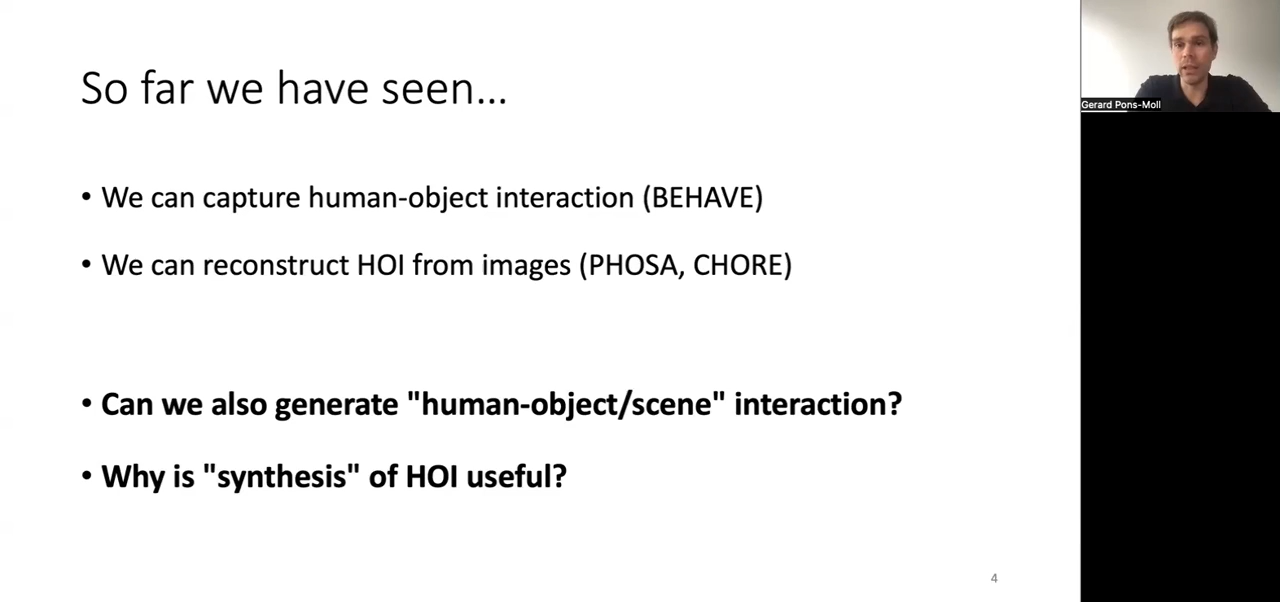 So far we have seen...
• We can capture human-object interaction (BEHAVE)
• We can reconstruct HOI from images (PHOSA, CHORE)
• Can we also generate "human-object/scene" interaction?
• Why is "synthesis" of HOI useful?
4
Gerard Pons-Moll